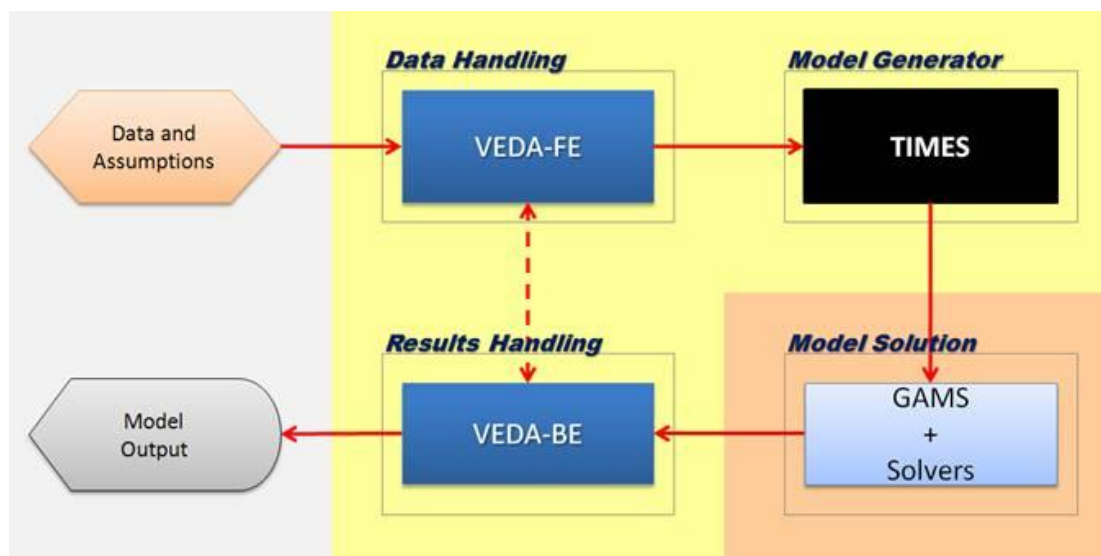 Data Handling
Model Generator
Data and
Assumptions
VEDA-FE
TIMES
Results Handling
Model Solution
Model
Output
VEDA-BE
GAMS
+
Solvers